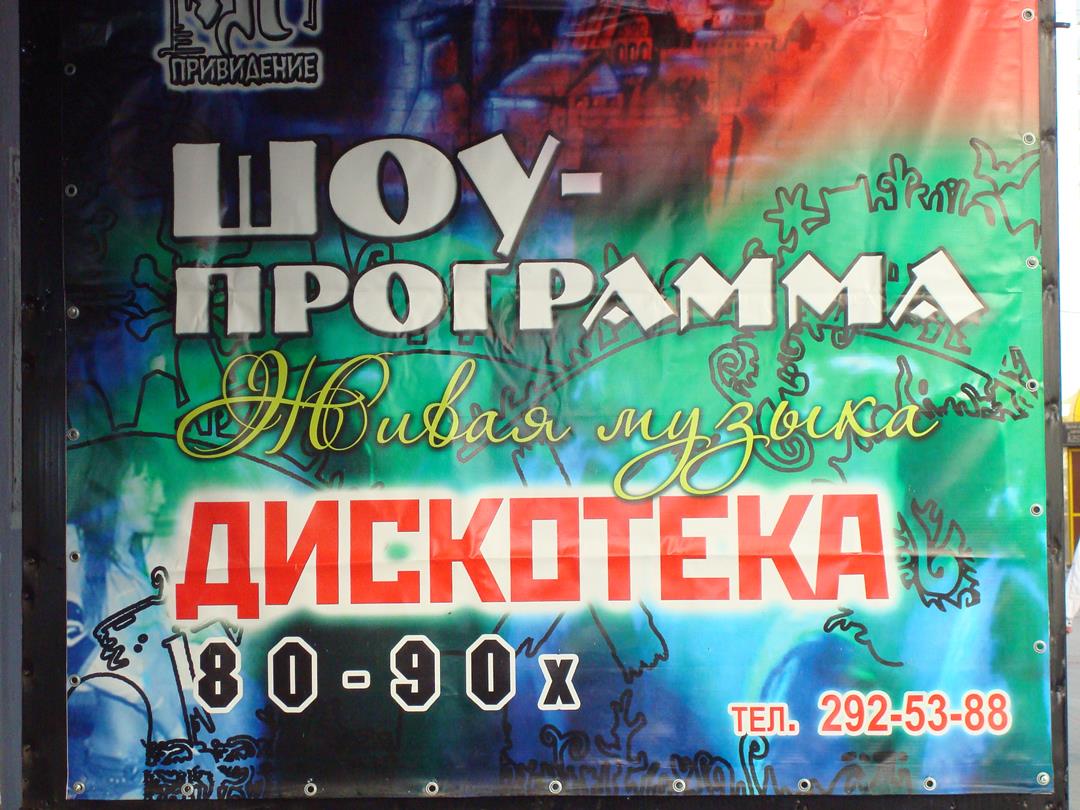 ПРИВИДЕНИЕ
ШОУ-
ПРОГРАММА
Живая музыка
ДИСКОТЕКА
80-90х
ТЕЛ. 292-53-88